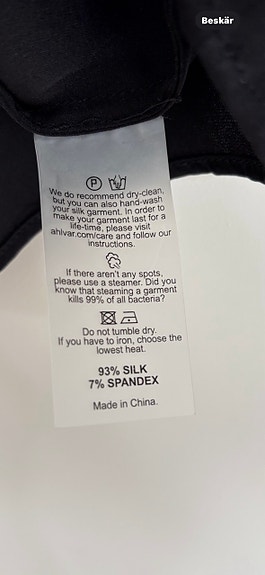 Beskär
We do recommend dry-clean,
but you can also hand-wash
your silk garment. In order to
make your garment last for a
life-time, please visit
ahlvar.com/care and follow our
instructions.
If there aren't any spots,
please use a steamer. Did you
know that steaming a garment
kills 99% of all bacteria?
Do not tumble dry.
If you have to iron, choose the
lowest heat.
93% SILK
7% SPANDEX
Made in China.